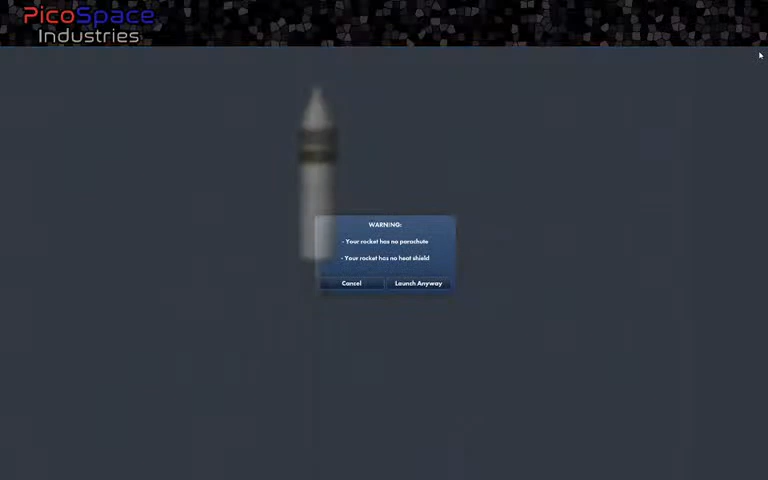 PicoSpace
Industries
WARNING:
- Your rocket has no parachute
- Your rocket has no heat shield
Cancel
Launch Anyway